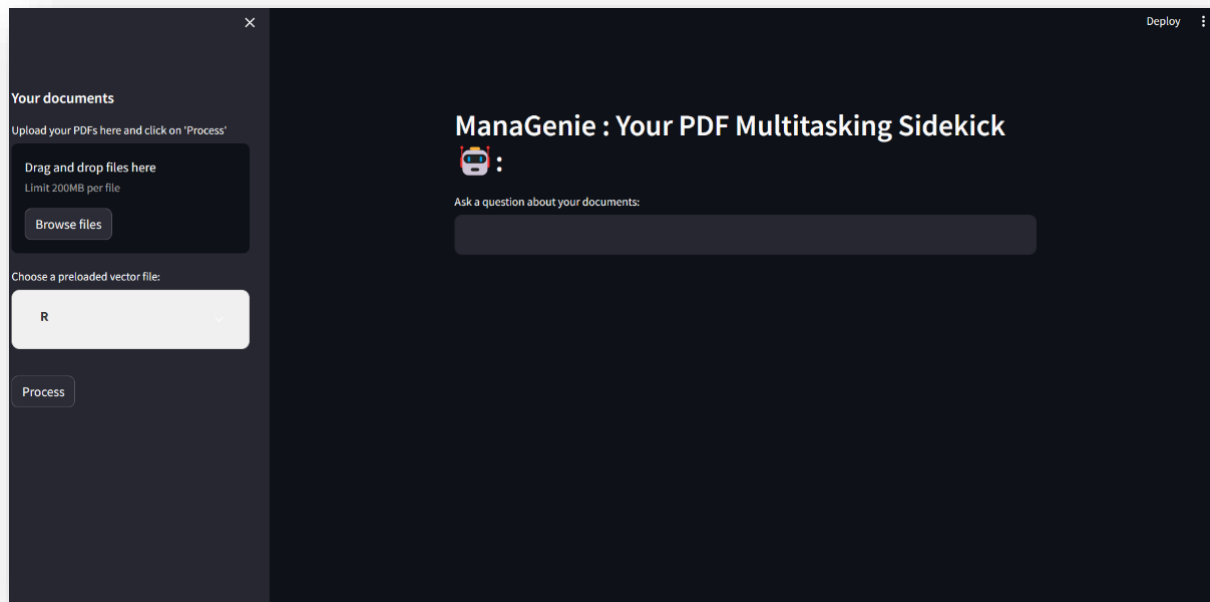 Deploy
Your documents
Upload your PDFs here and click on 'Process'
Drag and drop files here
Limit 200MB per file
Browse files
Choose a preloaded vector file:
R
Process
ManaGenie : Your PDF Multitasking Sidekick
:
Ask a question about your documents: